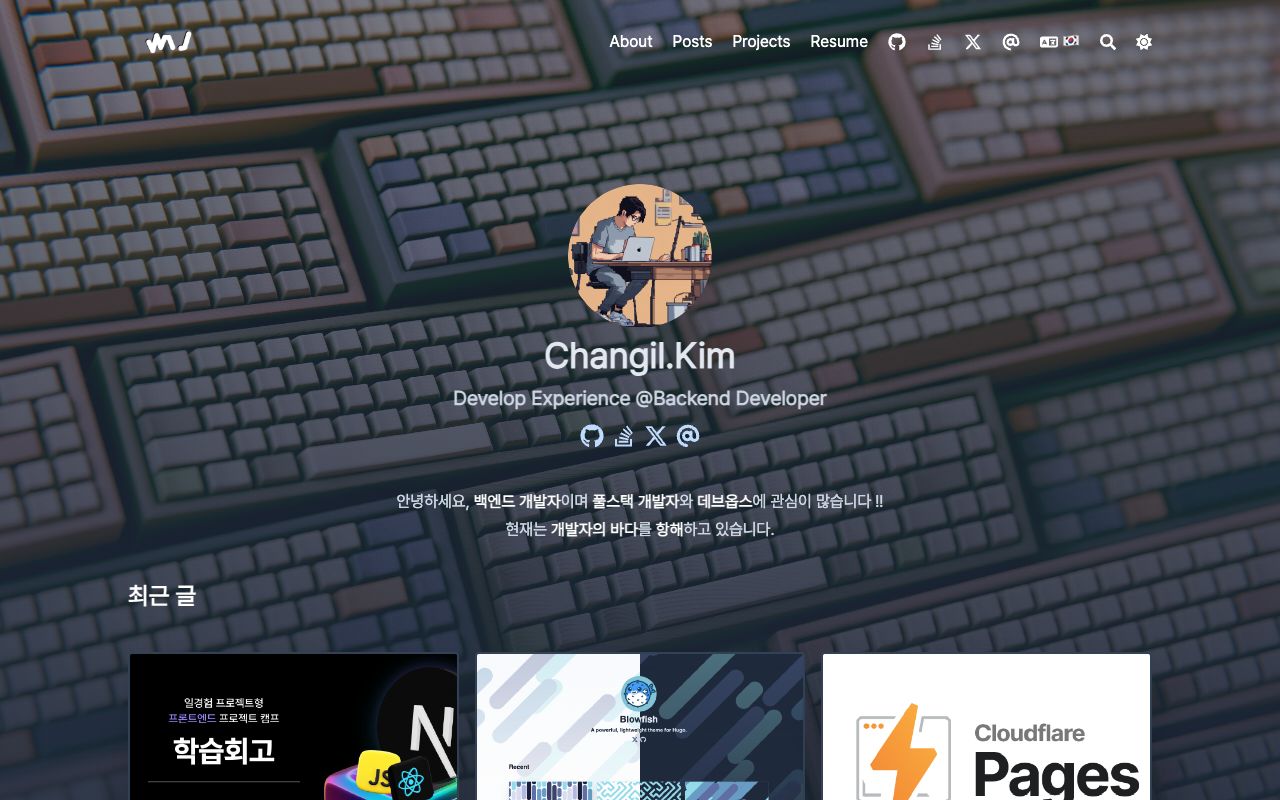 About Posts Projects Resume
Changil.Kim
Develop Experience @Backend Developer
안녕하세요, 백엔드 개발자이며 풀스택 개발자와 데브옵스에 관심이 많습니다 !!
현재는 개발자의 바다를 항해하고 있습니다.
최근 글
일경험 프로젝트형
프론트엔드 프로젝트 캠프
학습회고
N
JS
Blowfish
A powerful, lightweight theme for Hugo.
Recent
Cloudflare
Pages